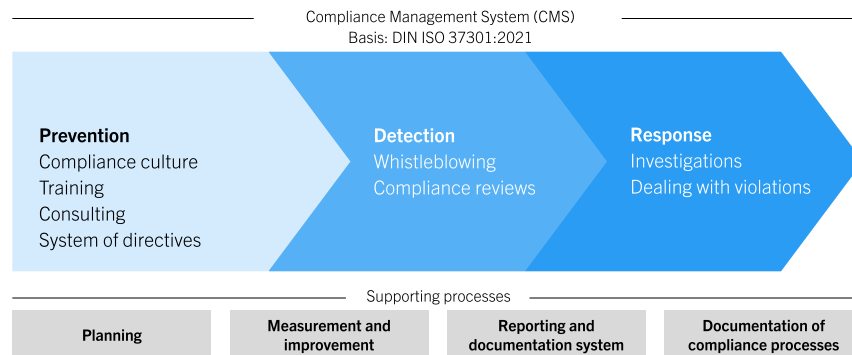 Compliance Management System (CMS)
Basis: DIN ISO 37301:2021
Prevention
Compliance culture
Training
Consulting
System of directives
Detection
Whistleblowing
Compliance reviews
Response
Investigations
Dealing with violations
Supporting processes
Planning
Measurement and
improvement
Reporting and
documentation system
Documentation of
compliance processes